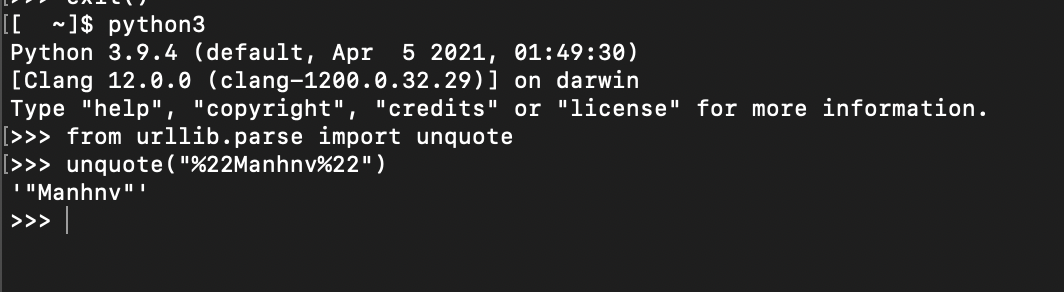 >>> exit()
[[  ~]$ python3
Python 3.9.4 (default, Apr  5 2021, 01:49:30)
[Clang 12.0.0 (clang-1200.0.32.29)] on darwin
Type "help", "copyright", "credits" or "license" for more information.
[>>> from urllib.parse import unquote
[>>> unquote("%22Manhnv%22")
'"Manhnv"'
>>>